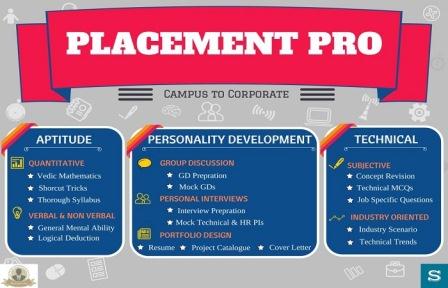 PLACEMENT PRO
CAMPUS TO CORPORATE
APTITUDE
QUANTITATIVE
Vedic Mathematics
Shorcut Tricks
Thorough Syllabus
VERBAL & NON VERBAL
General Mental Ability
Logical Deduction
PERSONALITY DEVELOPMENT
GROUP DISCUSSION
GD Prepration
Mock GDs
PERSONAL INTERVIEWS
Interview Prepration
Mock Technical & HR PIs
PORTFOLIO DESIGN
Resume Project Catalogue Cover Letter
TECHNICAL
SUBJECTIVE
Concept Revision
Technical MCQs
Job Specific Questions
INDUSTRY ORIENTED
Industry Scenario
Technical Trends
S